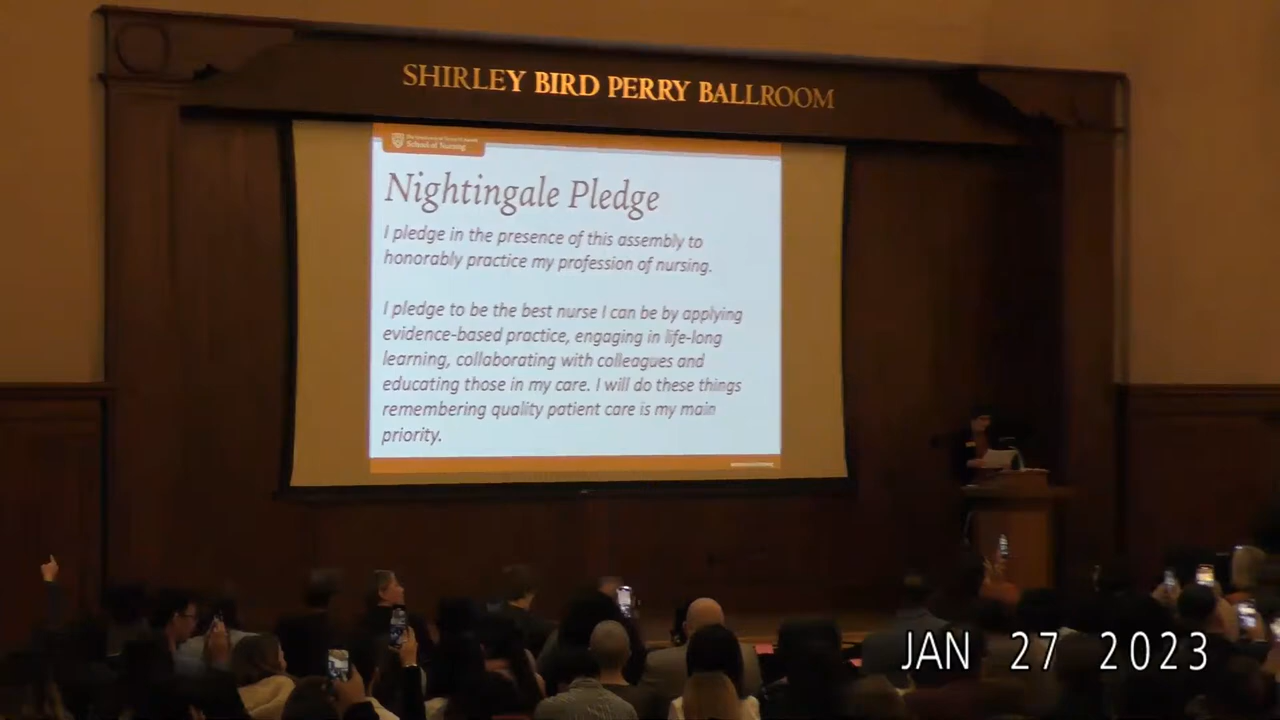 SHIRLEY BIRD PERRY BALLROOM
School of Nursing
Nightingale Pledge
I pledge in the presence of this assembly to
honorably practice my profession of nursing.
I pledge to be the best nurse I can be by applying
evidence-based practice, engaging in life-long
learning, collaborating with colleagues and
educating those in my care. I will do these things
remembering quality patient care is my main
priority.
JAN 27 2023